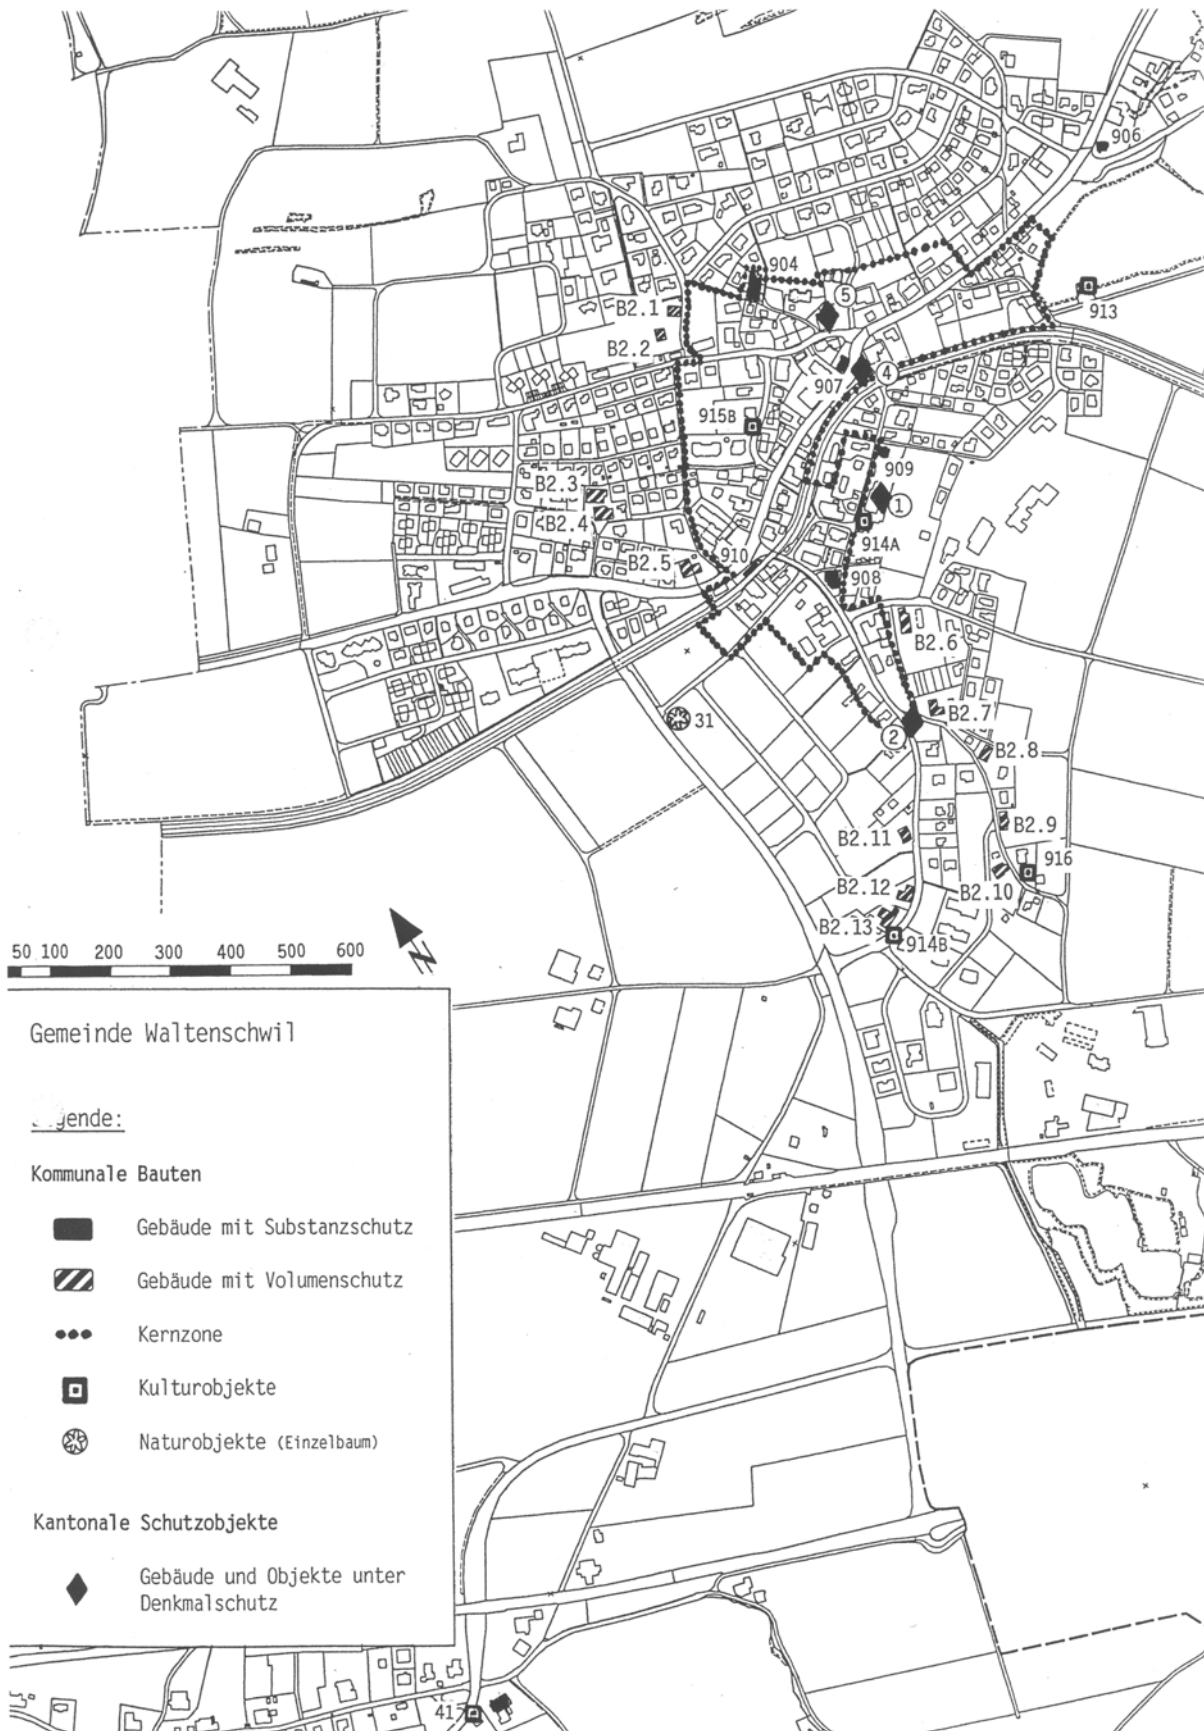 906
904
5
B2.1
913
B2.2
907
4
915B
909
B2.3
1
B2.4
914A
910
B2.5
908
B2.6
31
B2.7
2
B2.8
B2.9
B2.11
916
B2.12
B2.10
B2.13
914B
50 100 200 300 400 500 600
N
Gemeinde Waltenschwil
gende:
Kommunale Bauten
Gebäude mit Substanzschutz
Gebäude mit Volumenschutz
Kernzone
Kulturobjekte
Naturobjekte (Einzelbaum)
Kantonale Schutzobjekte
Gebäude und Objekte unter
Denkmalschutz
417